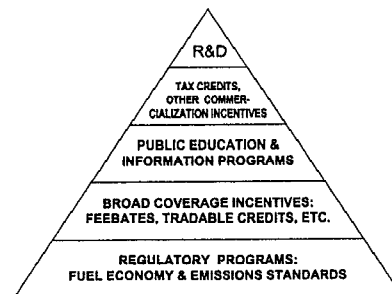 R&D
TAX CREDITS,
OTHER COMMER-
CIALIZATION INCENTIVES
PUBLIC EDUCATION &
INFORMATION PROGRAMS
BROAD COVERAGE INCENTIVES:
FEEBATES, TRADABLE CREDITS, ETC.
REGULATORY PROGRAMS:
FUEL ECONOMY & EMISSIONS STANDARDS